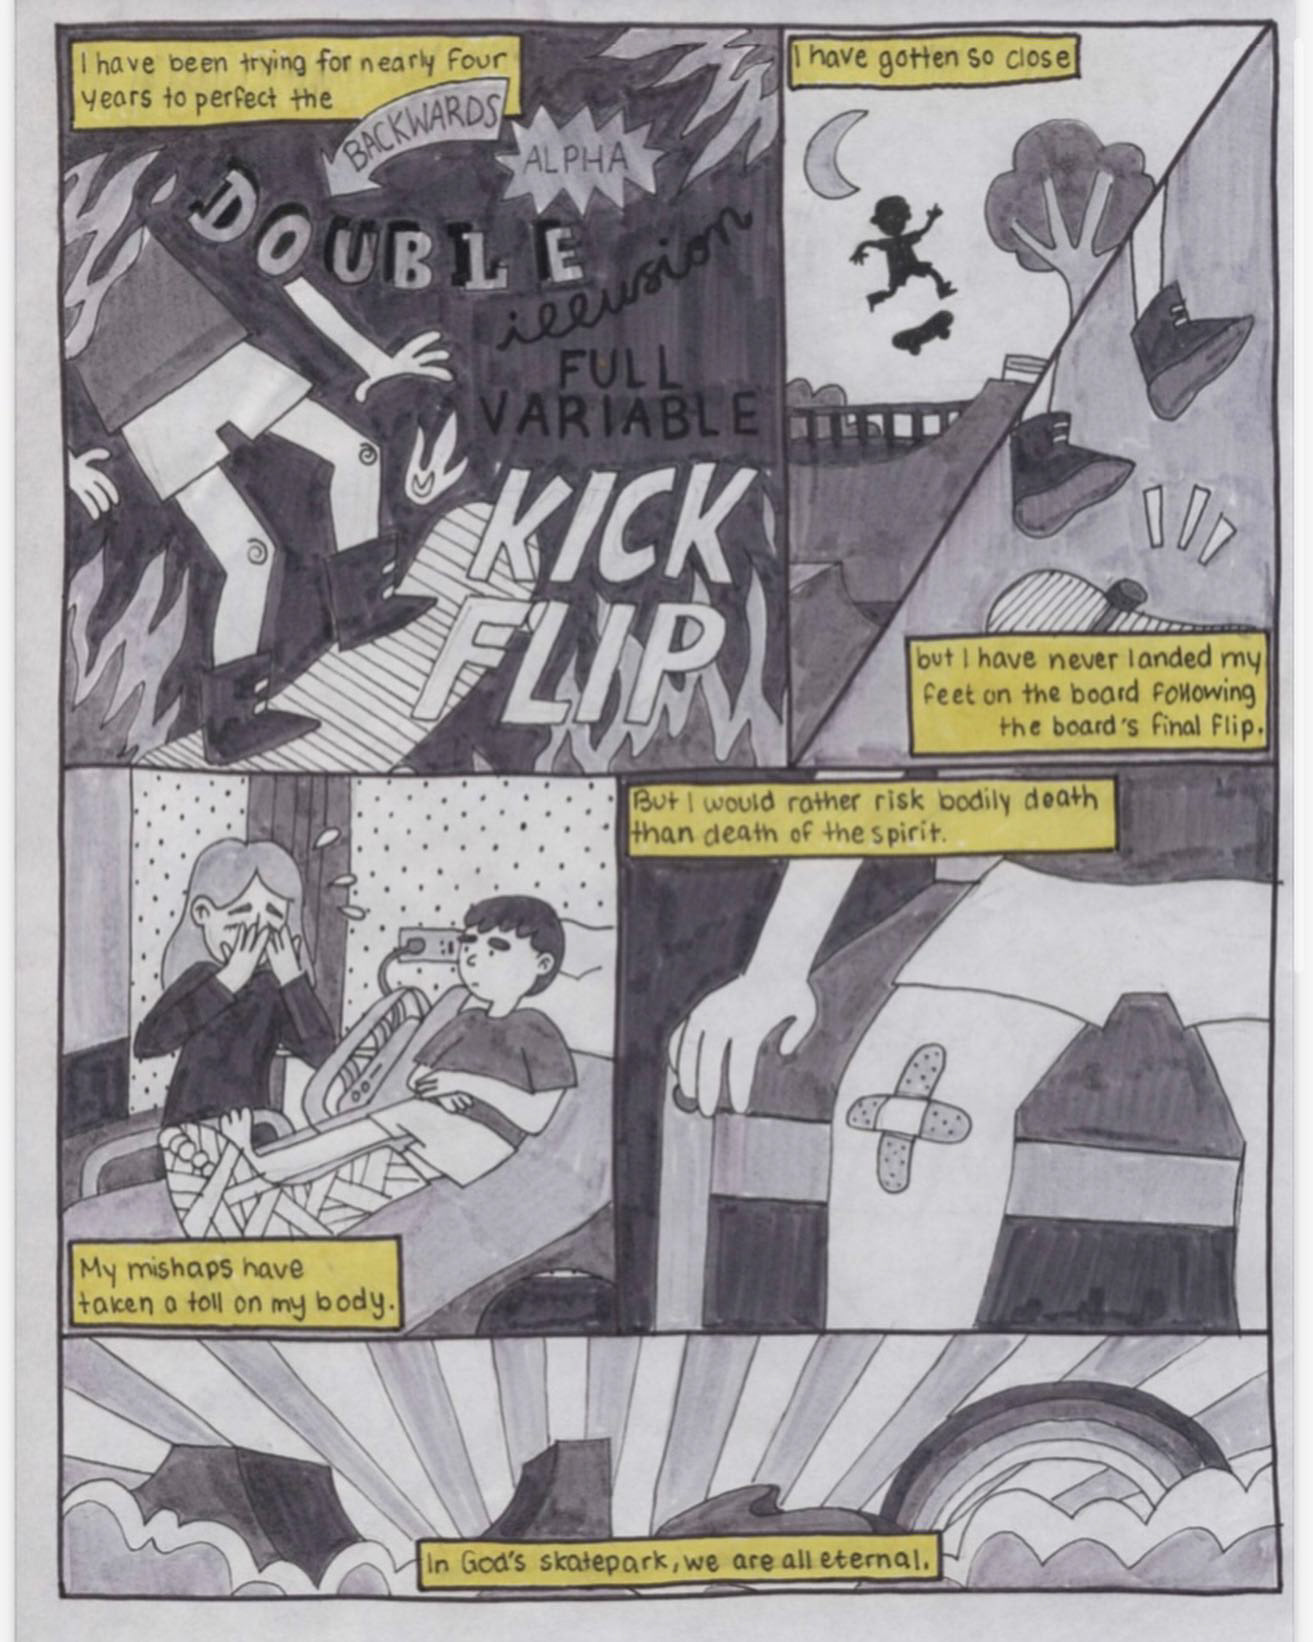 I have been trying for nearly four
years to perfect the
BACKWARDS
ALPHA
DOUBLE
illusion
FULL
VARIABLE
KICK
FLIP
I have gotten so close
but I have never landed my
feet on the board following
the board's final flip.
My mishaps have
taken a toll on my body.
But I would rather risk bodily death
than death of the spirit.
In God's skatepark, we are all eternal.